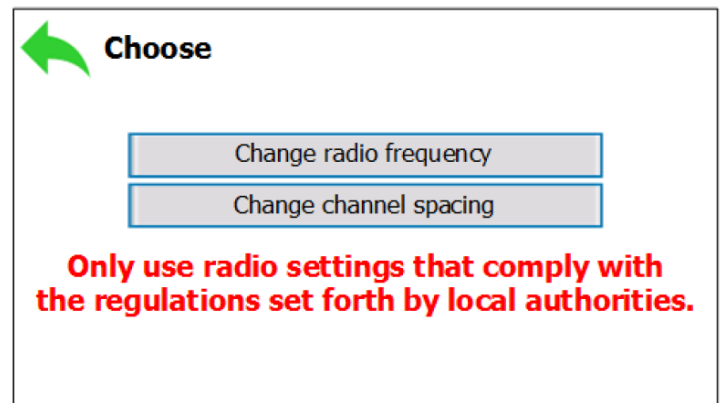 Choose
Change radio frequency
Change channel spacing
Only use radio settings that comply with
the regulations set forth by local authorities.